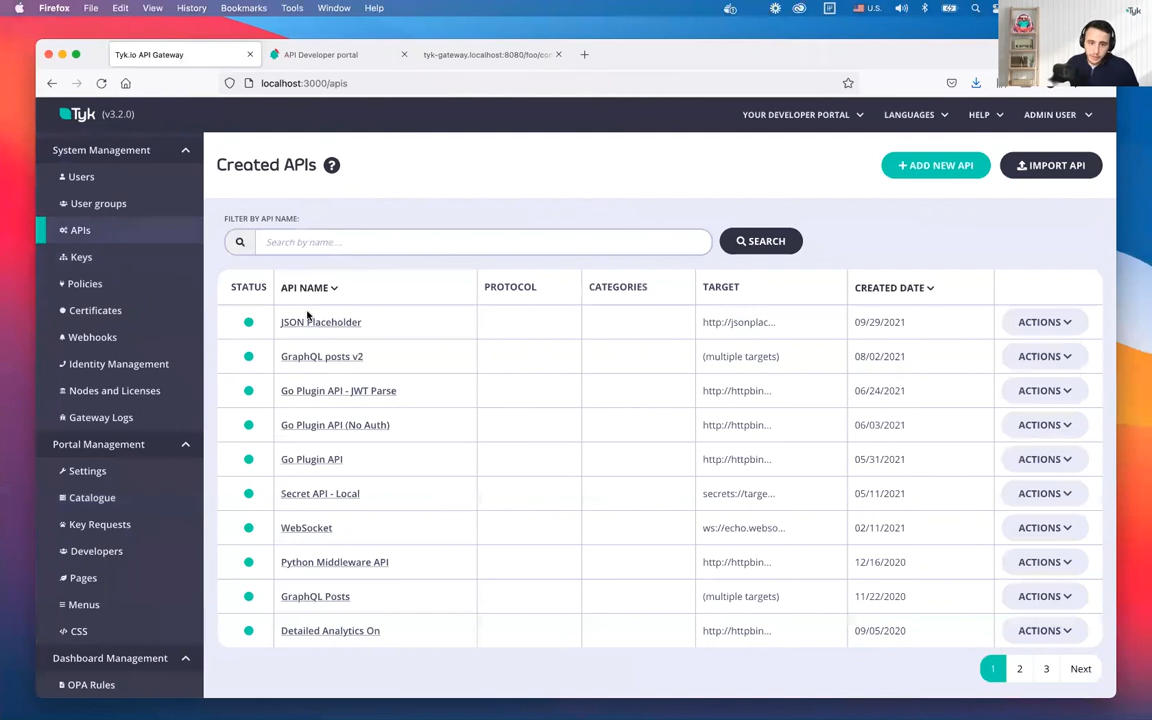 Firefox File Edit View History Bookmarks Tools Window Help U.S.
Tyk
Tyk.io API Gateway
API Developer portal
tyk-gateway.localhost:8080/foo/co
localhost:3000/apis
Tyk (v3.2.0)
YOUR DEVELOPER PORTAL LANGUAGES HELP ADMIN USER
System Management
Users
User groups
APIs
Keys
Policies
Certificates
Webhooks
Identity Management
Nodes and Licenses
Gateway Logs
Portal Management
Settings
Catalogue
Key Requests
Developers
Pages
Menus
CSS
Dashboard Management
OPA Rules
Created APIs ?
+ ADD NEW API
IMPORT API
FILTER BY API NAME:
Search by name....
SEARCH
STATUS API NAME PROTOCOL CATEGORIES TARGET CREATED DATE
JSON Placeholder http://jsonplac... 09/29/2021 ACTIONS
GraphQL posts v2 (multiple targets) 08/02/2021 ACTIONS
Go Plugin API - JWT Parse http://httpbin... 06/24/2021 ACTIONS
Go Plugin API (No Auth) http://httpbin... 06/03/2021 ACTIONS
Go Plugin API http://httpbin... 05/31/2021 ACTIONS
Secret API - Local secrets://targe... 05/11/2021 ACTIONS
WebSocket ws://echo.webso... 02/11/2021 ACTIONS
Python Middleware API http://httpbin... 12/16/2020 ACTIONS
GraphQL Posts (multiple targets) 11/22/2020 ACTIONS
Detailed Analytics On http://httpbin... 09/05/2020 ACTIONS
1 2 3 Next